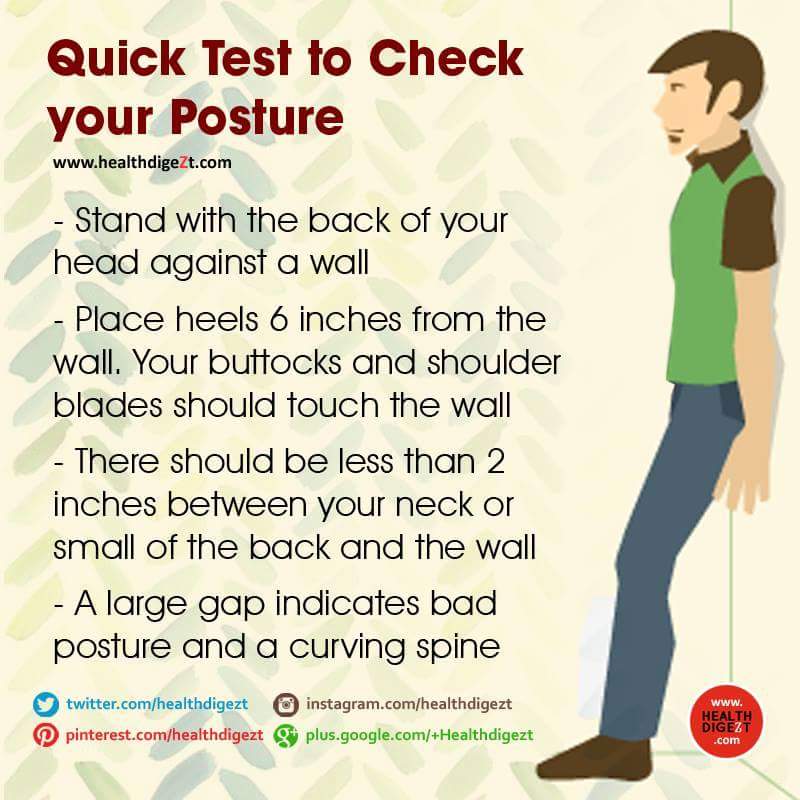 Quick Test to Check
your Posture
www.healthdigeZt.com
- Stand with the back of your
head against a wall
- Place heels 6 inches from the
wall. Your buttocks and shoulder
blades should touch the wall
- There should be less than 2
inches between your neck or
small of the back and the wall
- A large gap indicates bad
posture and a curving spine
twitter.com/healthdigezt
instagram.com/healthdigezt
pinterest.com/healthdigezt
g+ plus.google.com/+Healthdigezt
www.
HEALTH
DIGEZT
.com